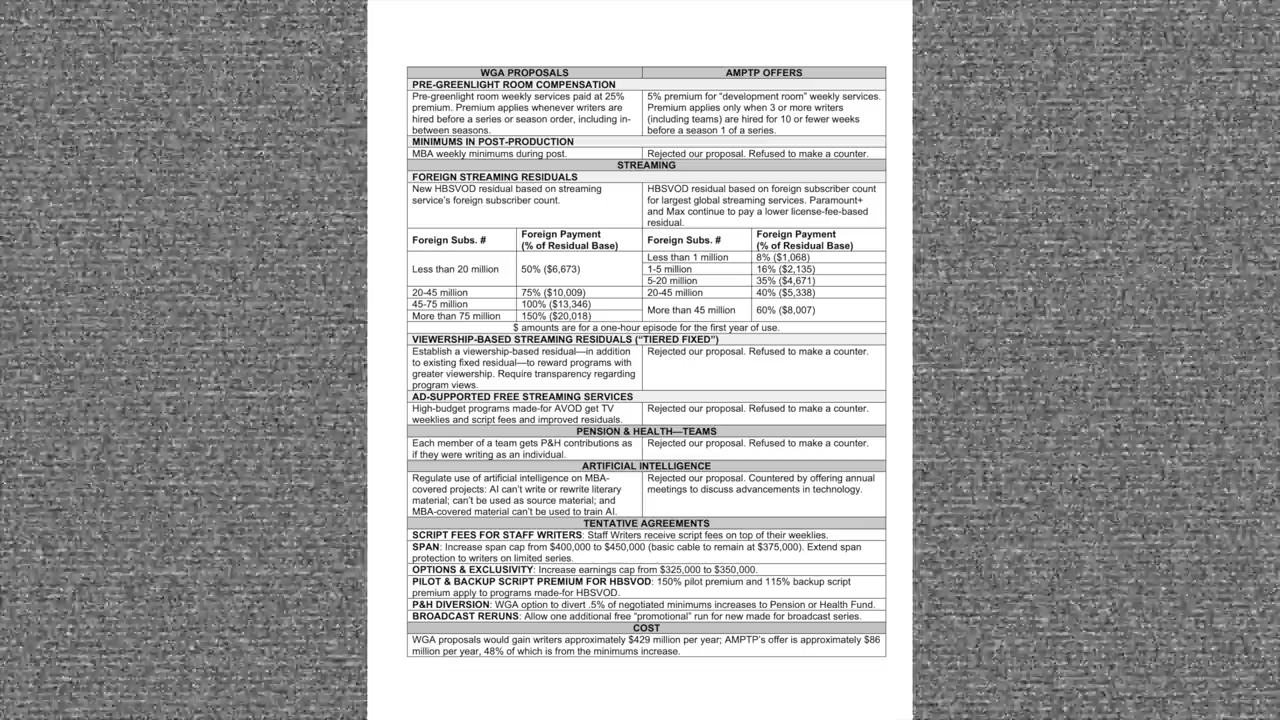 WGA PROPOSALS
AMPTP OFFERS
PRE-GREENLIGHT ROOM COMPENSATION
Pre-greenlight room weekly services paid at 25%
premium. Premium applies whenever writers are
hired before a series or season order, including in-
between seasons.
5% premium for “development room” weekly services.
Premium applies only when 3 or more writers
(including teams) are hired for 10 or fewer weeks
before a season 1 of a series.
MINIMUMS IN POST-PRODUCTION
MBA weekly minimums during post.
Rejected our proposal. Refused to make a counter.
STREAMING
FOREIGN STREAMING RESIDUALS
New HBSVOD residual based on streaming
service’s foreign subscriber count.
HBSVOD residual based on foreign subscriber count
for largest global streaming services. Paramount+
and Max continue to pay a lower license-fee-based
residual.
Foreign Subs. #
Foreign Payment
(% of Residual Base)
Foreign Subs. #
Foreign Payment
(% of Residual Base)
Less than 20 million
50% ($6,673)
Less than 1 million
8% ($1,068)
1-5 million
16% ($2,135)
5-20 million
35% ($4,671)
20-45 million
75% ($10,009)
20-45 million
40% ($5,338)
45-75 million
100% ($13,346)
More than 45 million
60% ($8,007)
More than 75 million
150% ($20,018)
$ amounts are for a one-hour episode for the first year of use.
VIEWERSHIP-BASED STREAMING RESIDUALS (“TIERED FIXED”)
Establish a viewership-based residual—in addition
to existing fixed residual—to reward programs with
greater viewership. Require transparency regarding
program views.
Rejected our proposal. Refused to make a counter.
AD-SUPPORTED FREE STREAMING SERVICES
High-budget programs made-for AVOD get TV
weeklies and script fees and improved residuals.
Rejected our proposal. Refused to make a counter.
PENSION & HEALTH—TEAMS
Each member of a team gets P&H contributions as
if they were writing as an individual.
Rejected our proposal. Refused to make a counter.
ARTIFICIAL INTELLIGENCE
Regulate use of artificial intelligence on MBA-
covered projects: AI can’t write or rewrite literary
material; can’t be used as source material; and
MBA-covered material can’t be used to train AI.
Rejected our proposal. Countered by offering annual
meetings to discuss advancements in technology.
TENTATIVE AGREEMENTS
SCRIPT FEES FOR STAFF WRITERS: Staff Writers receive script fees on top of their weeklies.
SPAN: Increase span cap from $400,000 to $450,000 (basic cable to remain at $375,000). Extend span
protection to writers on limited series.
OPTIONS & EXCLUSIVITY: Increase earnings cap from $325,000 to $350,000.
PILOT & BACKUP SCRIPT PREMIUM FOR HBSVOD: 150% pilot premium and 115% backup script
premium apply to programs made-for HBSVOD.
P&H DIVERSION: WGA option to divert .5% of negotiated minimums increases to Pension or Health Fund.
BROADCAST RERUNS: Allow one additional free “promotional” run for new made for broadcast series.
COST
WGA proposals would gain writers approximately $429 million per year; AMPTP’s offer is approximately $86
million per year, 48% of which is from the minimums increase.